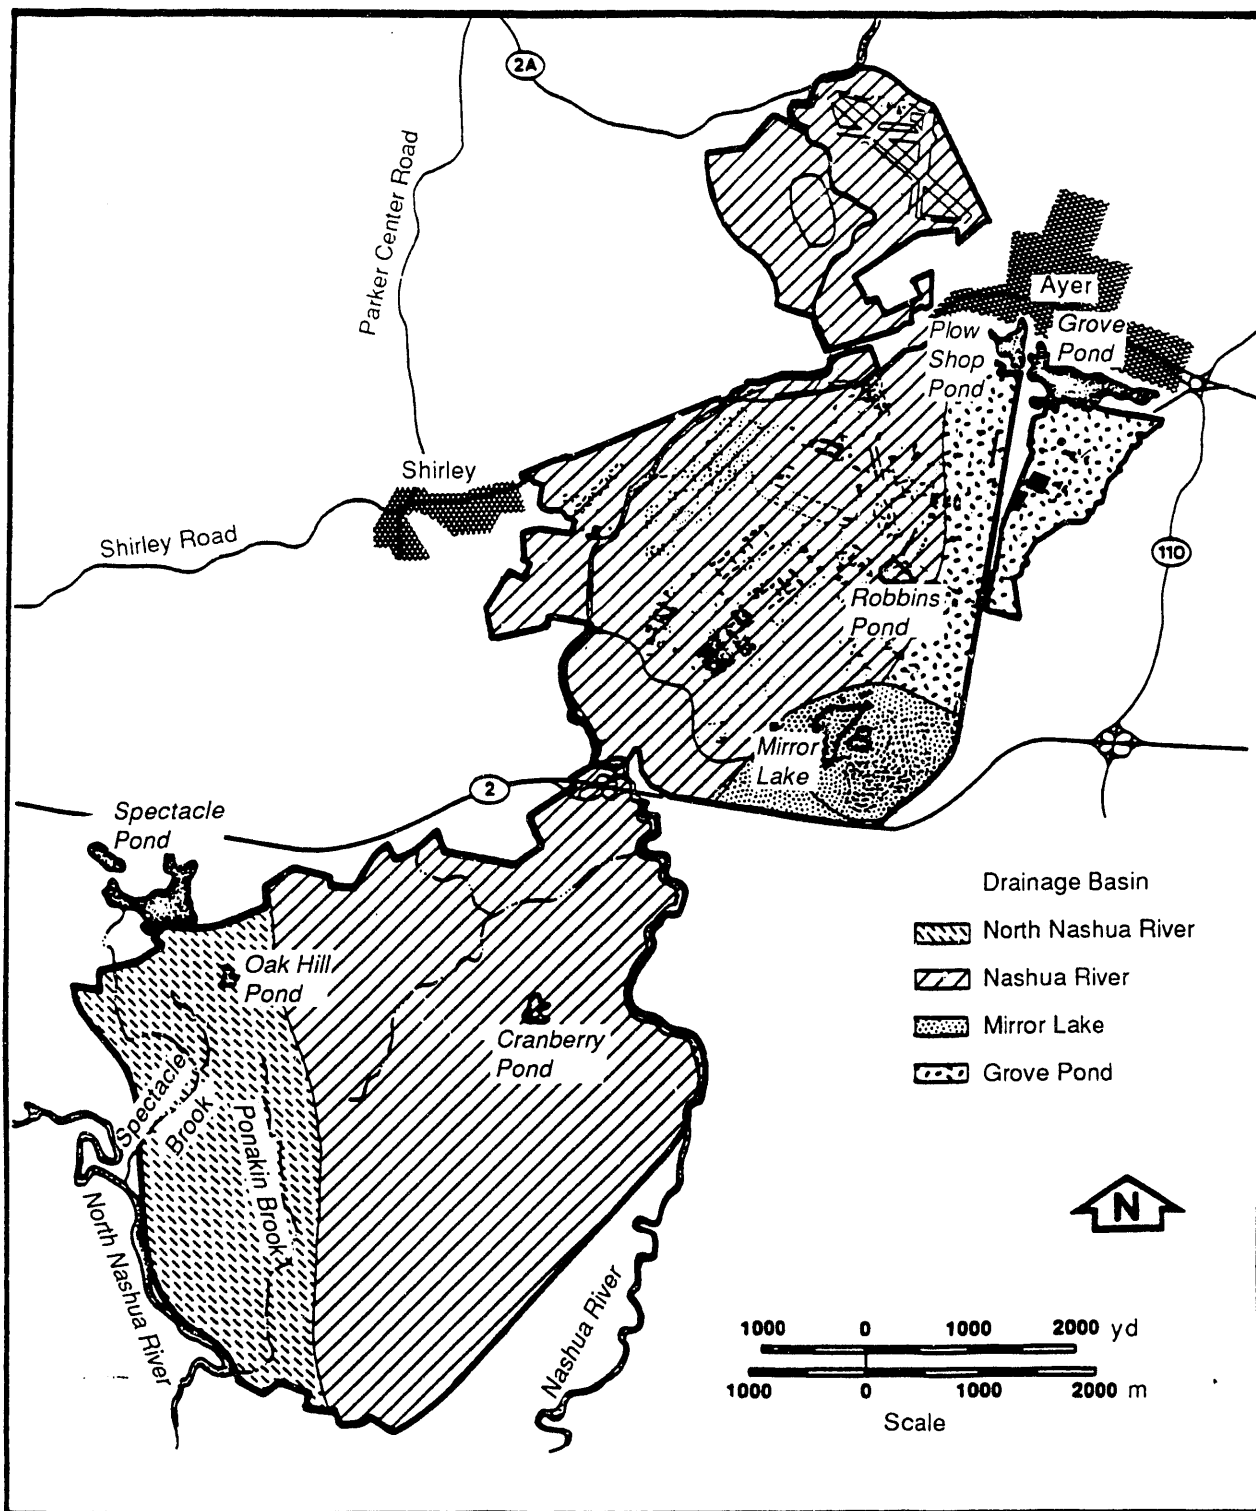 2A
Parker Center Road
Ayer
Plow
Shop
Pond
Grove
Pond
Shirley
Shirley Road
110
Robbins
Pond
Mirror
Lake
2
Spectacle
Pond
Drainage Basin
North Nashua River
Nashua River
Mirror Lake
Grove Pond
Oak Hill
Pond
Cranberry
Pond
Spectacle
Brook
Ponakin Brook
North Nashua River
Nashua River
N
1000 0 1000 2000 yd
1000 0 1000 2000 m
Scale